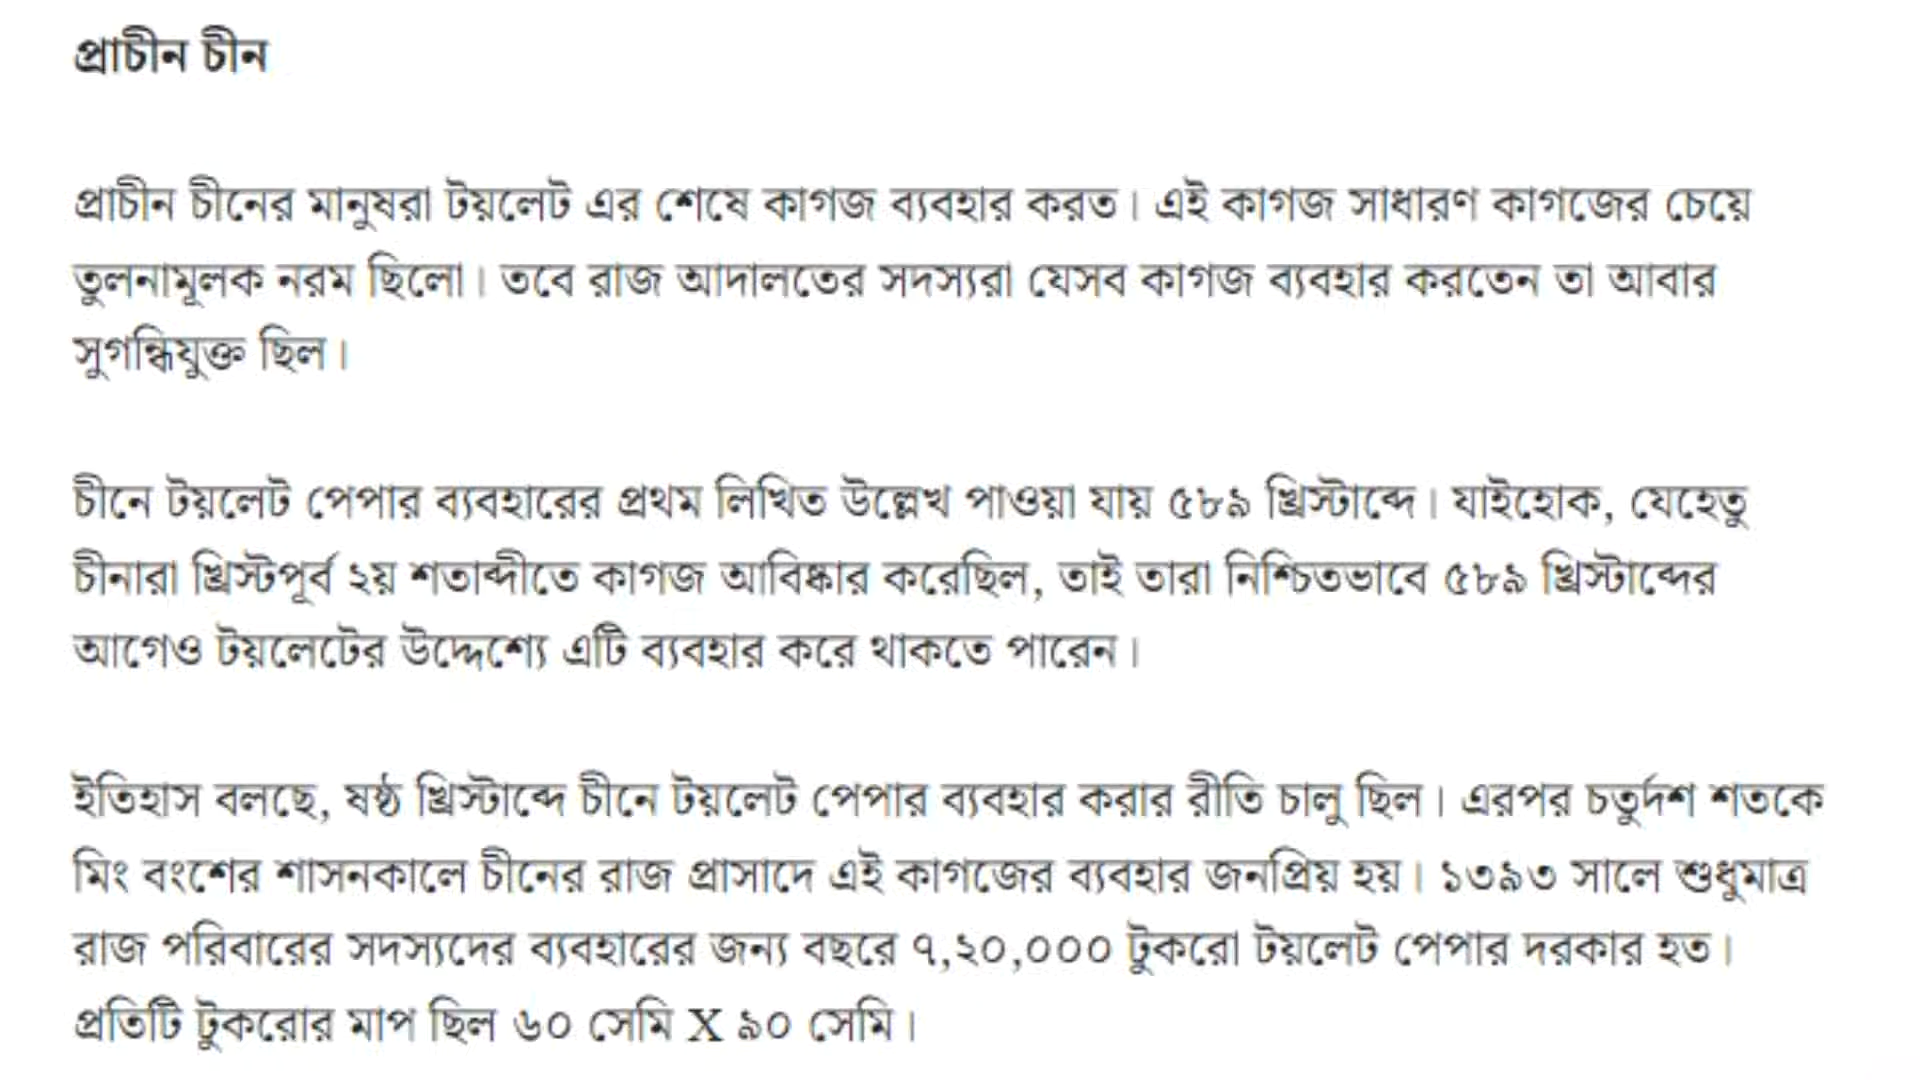 প্রাচীন চীন
প্রাচীন চীনের মানুষরা টয়লেট এর শেষে কাগজ ব্যবহার করত। এই কাগজ সাধারণ কাগজের চেয়ে
তুলনামূলক নরম ছিলো। তবে রাজ আদালতের সদস্যরা যেসব কাগজ ব্যবহার করতেন তা আবার
সুগন্ধিযুক্ত ছিল।
চীনে টয়লেট পেপার ব্যবহারের প্রথম লিখিত উল্লেখ পাওয়া যায় ৫৮৯ খ্রিস্টাব্দে। যাইহোক, যেহেতু
চীনারা খ্রিস্টপূর্ব ২য় শতাব্দীতে কাগজ আবিষ্কার করেছিল, তাই তারা নিশ্চিতভাবে ৫৮৯ খ্রিস্টাব্দের
আগেও টয়লেটের উদ্দেশ্যে এটি ব্যবহার করে থাকতে পারেন।
ইতিহাস বলছে, ষষ্ঠ খ্রিস্টাব্দে চীনে টয়লেট পেপার ব্যবহার করার রীতি চালু ছিল। এরপর চতুর্দশ শতকে
মিং বংশের শাসনকালে চীনের রাজ প্রাসাদে এই কাগজের ব্যবহার জনপ্রিয় হয়। ১৩৯৩ সালে শুধুমাত্র
রাজ পরিবারের সদস্যদের ব্যবহারের জন্য বছরে ৭,২০,০০০ টুকরো টয়লেট পেপার দরকার হত।
প্রতিটি টুকরোর মাপ ছিল ৬০ সেমি X ৯০ সেমি।